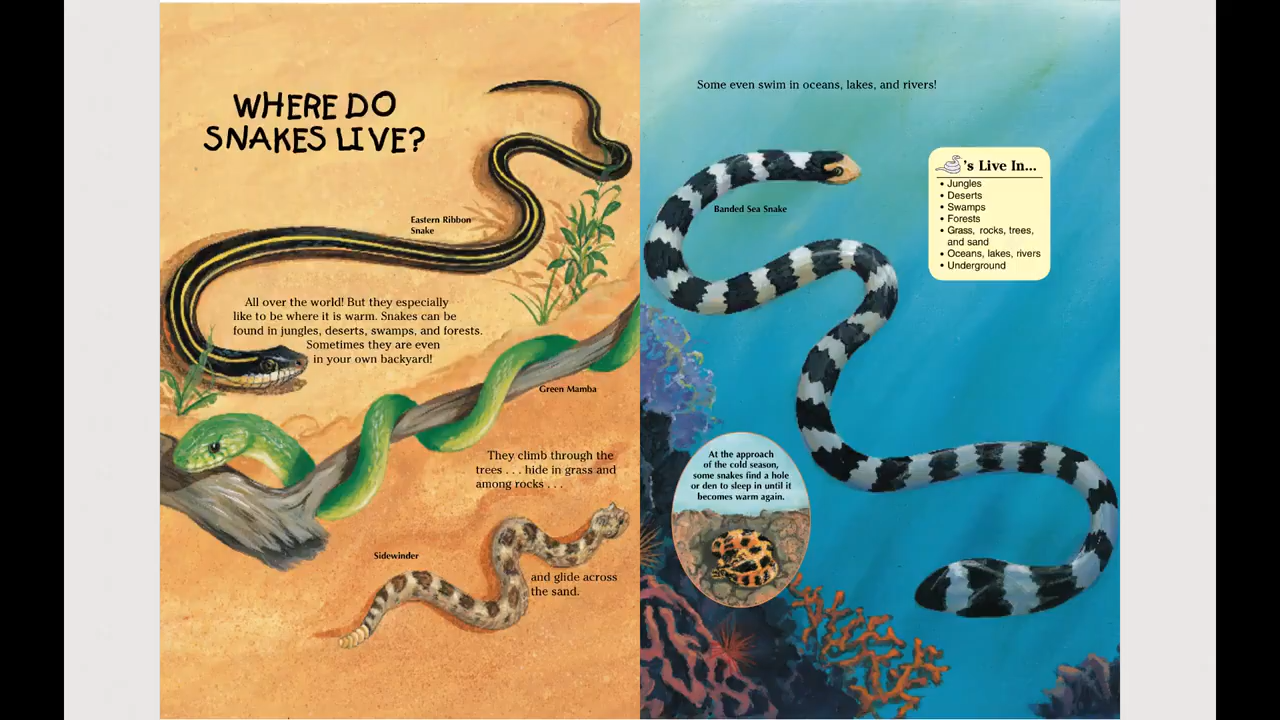 WHERE DO
SNAKES LIVE?
Eastern Ribbon
Snake
All over the world! But they especially
like to be where it is warm. Snakes can be
found in jungles, deserts, swamps, and forests.
Sometimes they are even
in your own backyard!
Green Mamba
They climb through the
trees . . . hide in grass and
among rocks . . .
Sidewinder
and glide across
the sand.
Some even swim in oceans, lakes, and rivers!
Banded Sea Snake
's Live In...
• Jungles
• Deserts
• Swamps
• Forests
• Grass, rocks, trees,
and sand
• Oceans, lakes, rivers
• Underground
At the approach
of the cold season,
some snakes find a hole
or den to sleep in until it
becomes warm again.